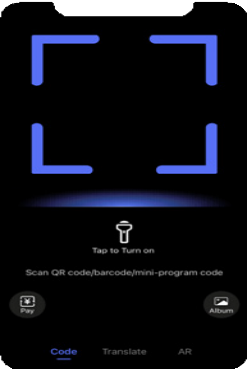 Tap to Turn on
Scan QR code/barcode/mini-program code
Pay
Album
Code
Translate
AR